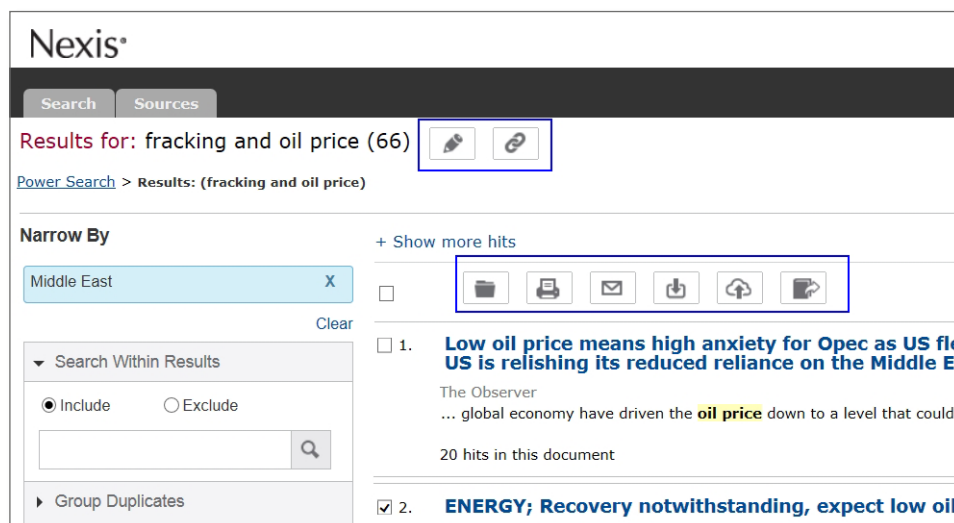 Nexis®
Search
Sources
Results for: fracking and oil price (66)
Power Search > Results: (fracking and oil price)
Narrow By
Middle East X
Clear
Search Within Results
Include
Exclude
Group Duplicates
+ Show more hits
1. Low oil price means high anxiety for Opec as US fl
US is relishing its reduced reliance on the Middle E
The Observer
... global economy have driven the oil price down to a level that could
20 hits in this document
2. ENERGY; Recovery notwithstanding, expect low oil